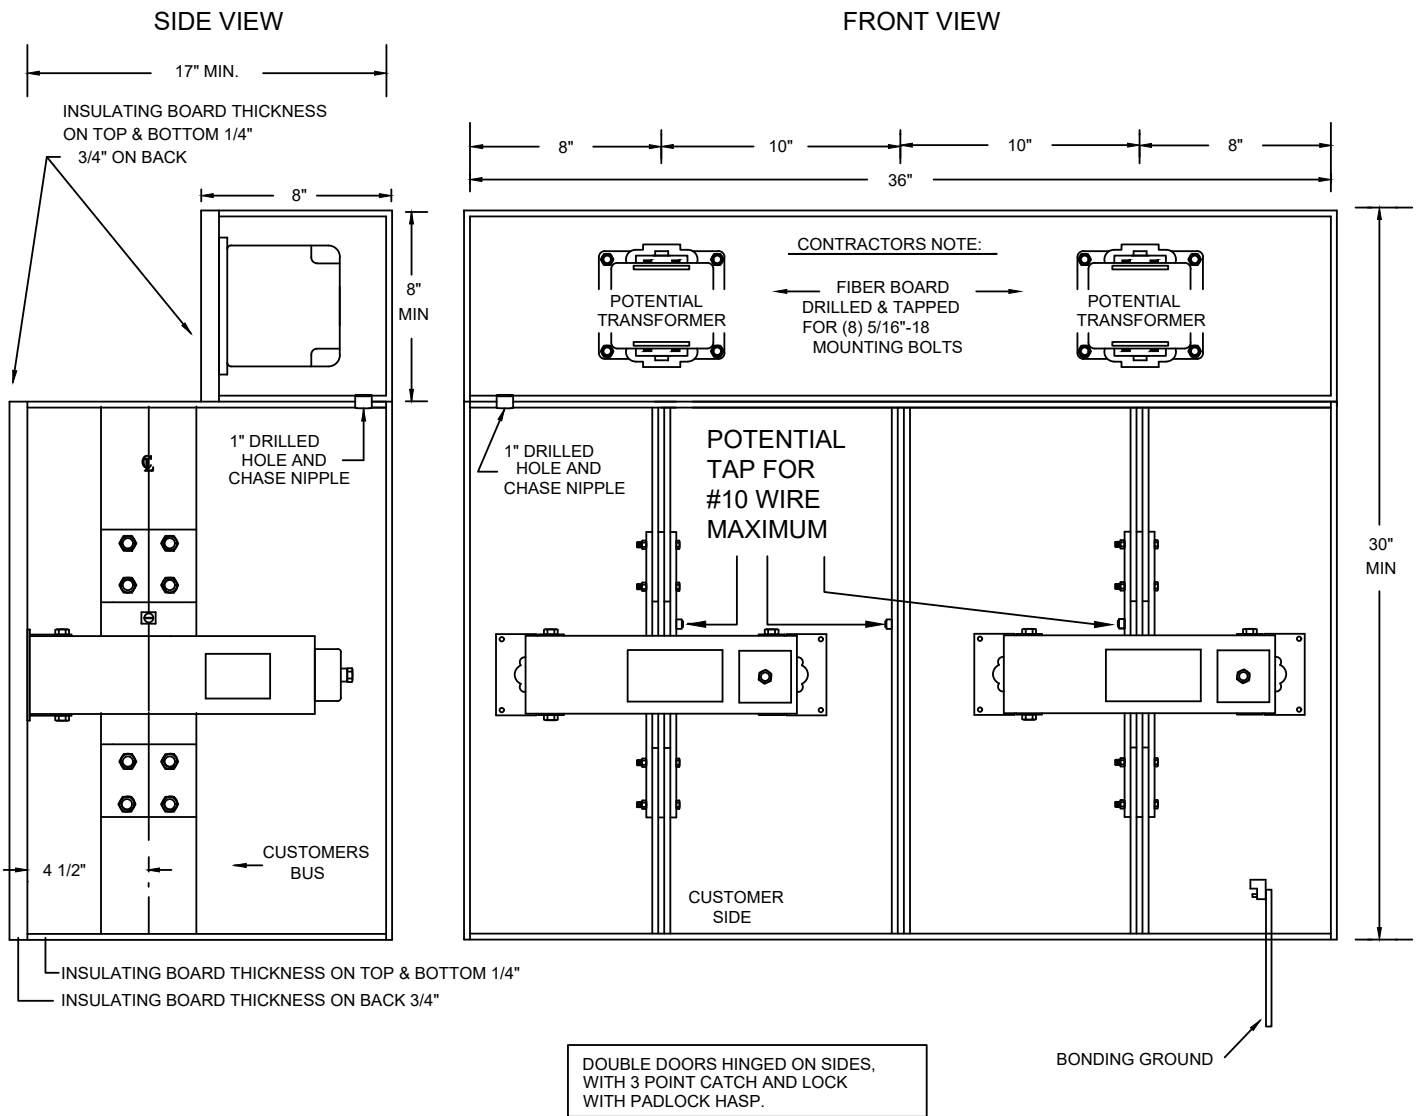 SIDE VIEW
FRONT VIEW
17" MIN.
INSULATING BOARD THICKNESS
ON TOP & BOTTOM 1/4"
3/4" ON BACK
8"
8"
MIN
8"
10"
10"
8"
36"
CONTRACTORS NOTE:
FIBER BOARD
DRILLED & TAPPED
FOR (8) 5/16"-18
MOUNTING BOLTS
POTENTIAL
TRANSFORMER
POTENTIAL
TRANSFORMER
1" DRILLED
HOLE AND
CHASE NIPPLE
1" DRILLED
HOLE AND
CHASE NIPPLE
POTENTIAL
TAP FOR
#10 WIRE
MAXIMUM
30"
MIN
4 1/2"
CUSTOMERS
BUS
CUSTOMER
SIDE
INSULATING BOARD THICKNESS ON TOP & BOTTOM 1/4"
INSULATING BOARD THICKNESS ON BACK 3/4"
BONDING GROUND
DOUBLE DOORS HINGED ON SIDES,
WITH 3 POINT CATCH AND LOCK
WITH PADLOCK HASP.